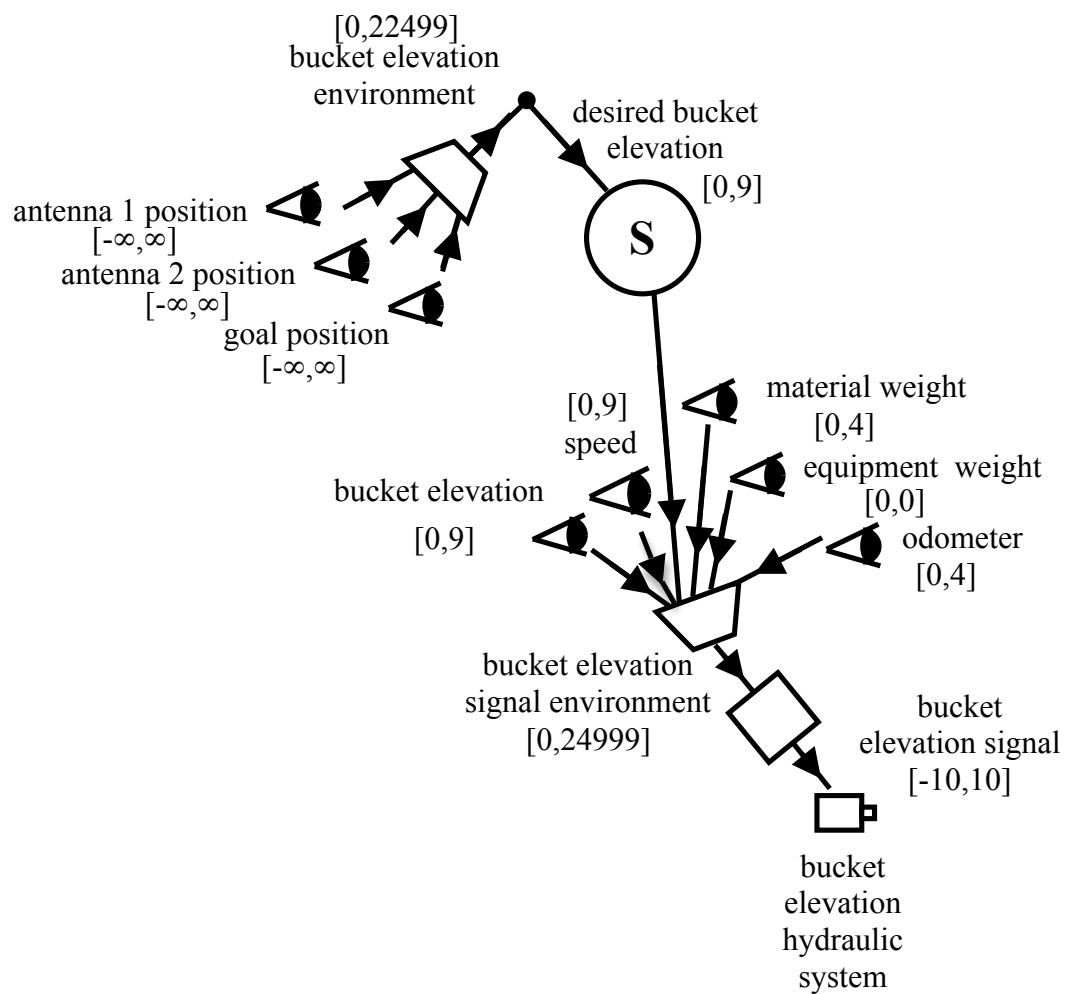 [0,22499]
bucket elevation
environment
desired bucket
elevation
[0,9]
S
antenna 1 position
[-∞,∞]
antenna 2 position
[-∞,∞]
goal position
[-∞,∞]
material weight
[0,4]
[0,9]
speed
equipment weight
[0,0]
bucket elevation
[0,9]
odometer
[0,4]
bucket elevation
signal environment
[0,24999]
bucket
elevation signal
[-10,10]
bucket
elevation
hydraulic
system